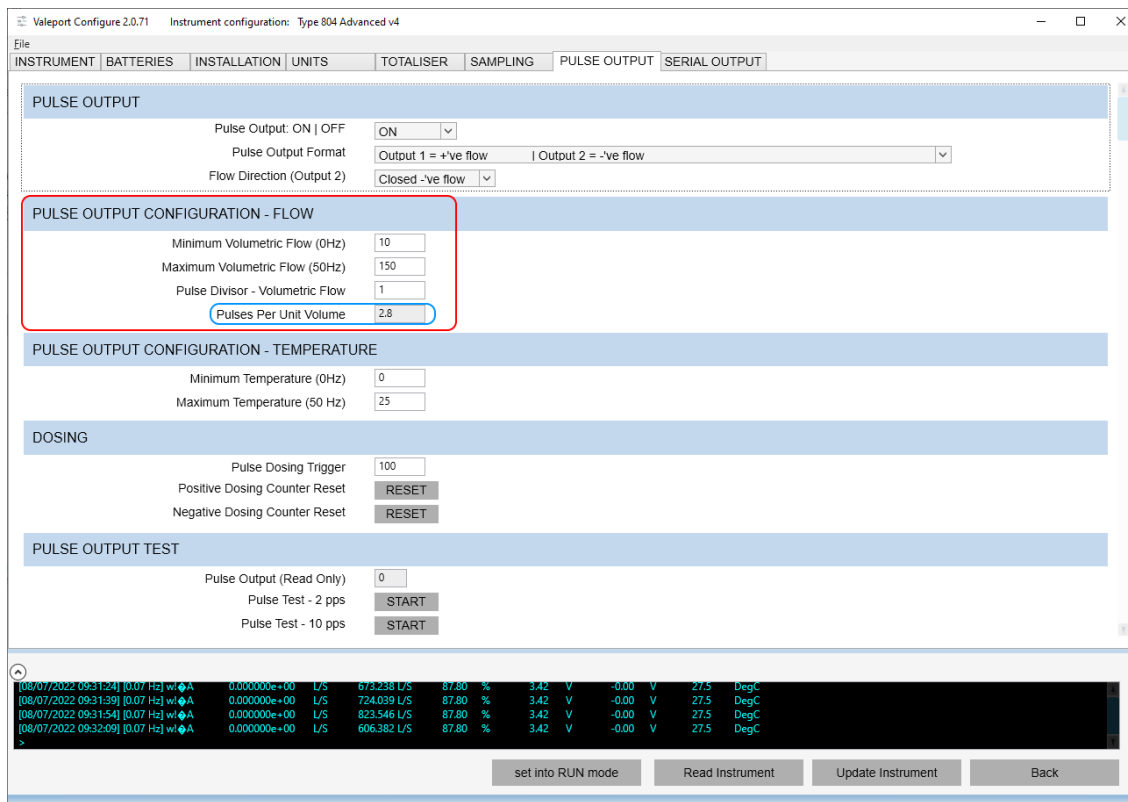 Valeport Configure 2.0.71 Instrument configuration: Type 804 Advanced v4
File
INSTRUMENT BATTERIES INSTALLATION UNITS TOTALISER SAMPLING PULSE OUTPUT SERIAL OUTPUT
PULSE OUTPUT
Pulse Output: ON | OFF ON
Pulse Output Format Output 1 = +'ve flow | Output 2 = -'ve flow
Flow Direction (Output 2) Closed -'ve flow
PULSE OUTPUT CONFIGURATION - FLOW
Minimum Volumetric Flow (0Hz) 10
Maximum Volumetric Flow (50Hz) 150
Pulse Divisor - Volumetric Flow 1
Pulses Per Unit Volume 2.8
PULSE OUTPUT CONFIGURATION - TEMPERATURE
Minimum Temperature (0Hz) 0
Maximum Temperature (50 Hz) 25
DOSING
Pulse Dosing Trigger 100
Positive Dosing Counter Reset RESET
Negative Dosing Counter Reset RESET
PULSE OUTPUT TEST
Pulse Output (Read Only) 0
Pulse Test - 2 pps START
Pulse Test - 10 pps START
[08/07/2022 09:31:24] [0.07 Hz] w!�A 0.000000e+00 L/S 673.238 L/S 87.80 % 3.42 V -0.00 V 27.5 DegC
[08/07/2022 09:31:39] [0.07 Hz] w!�A 0.000000e+00 L/S 724.039 L/S 87.80 % 3.42 V -0.00 V 27.5 DegC
[08/07/2022 09:31:54] [0.07 Hz] w!�A 0.000000e+00 L/S 823.546 L/S 87.80 % 3.42 V -0.00 V 27.5 DegC
[08/07/2022 09:32:09] [0.07 Hz] w!�A 0.000000e+00 L/S 606.382 L/S 87.80 % 3.42 V -0.00 V 27.5 DegC
>
set into RUN mode Read Instrument Update Instrument Back